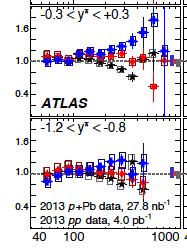 -0.3 < y* < +0.3
1.6
1.0
0.4
ATLAS
-1.2 < y* < -0.8
1.6
1.0
0.4
2013 p+Pb data, 27.8 nb⁻¹
2013 pp data, 4.0 pb⁻¹
40 100 1000 4